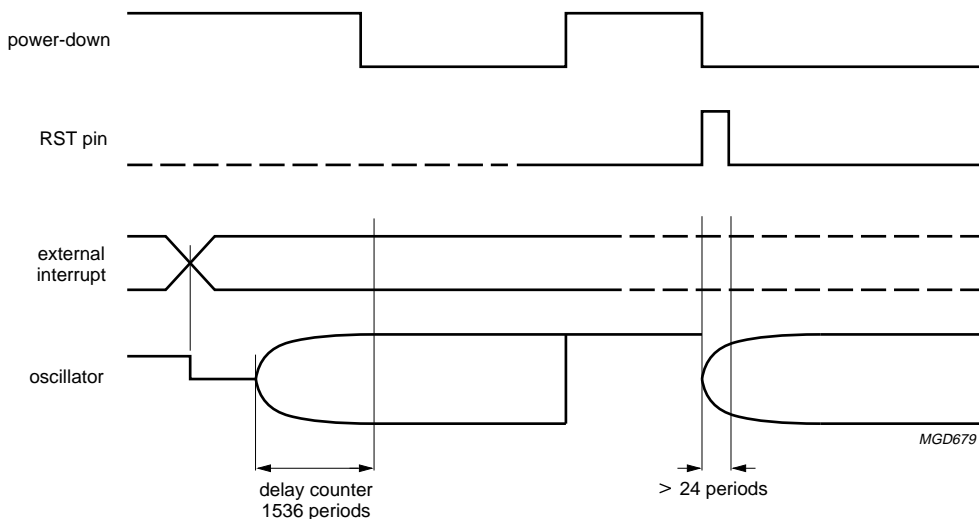 power-down
RST pin
external
interrupt
oscillator
MGD679
delay counter
1536 periods
> 24 periods